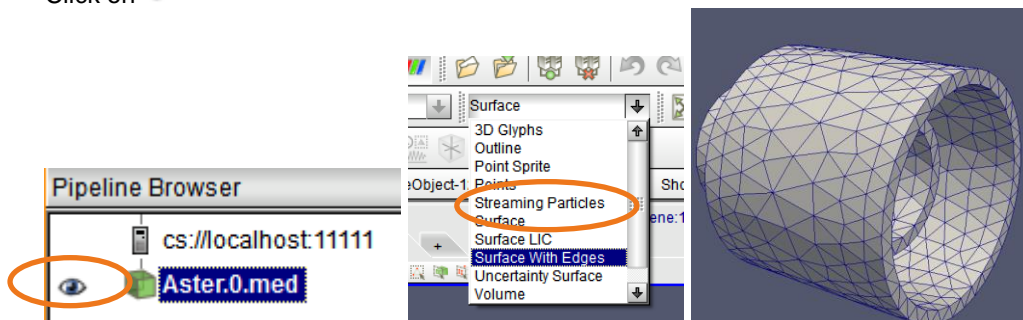 Click on
Surface
3D Glyphs
Outline
Point Sprite
eObject-1
Points
Sho
Streaming Particles
Surface
ene:1
Surface LIC
+
Surface With Edges
Uncertainty Surface
Volume
Pipeline Browser
cs://localhost:11111
Aster.0.med